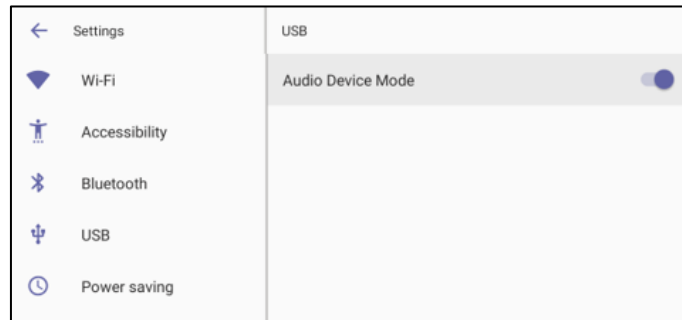 Settings
Wi-Fi
Accessibility
Bluetooth
USB
Power saving
USB
Audio Device Mode